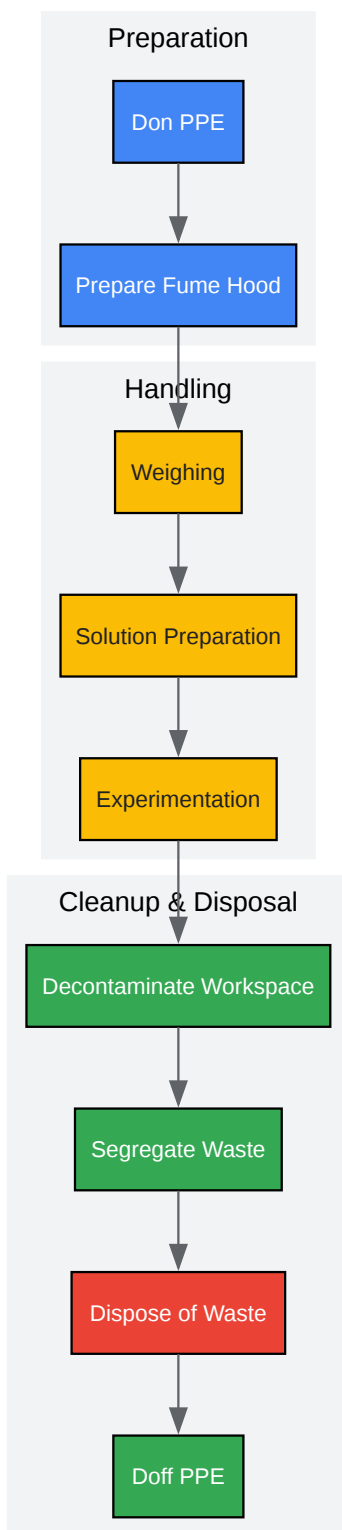 Preparation
Don PPE
Prepare Fume Hood
Handling
Weighing
Solution Preparation
Experimentation
Cleanup & Disposal
Decontaminate Workspace
Segregate Waste
Dispose of Waste
Doff PPE